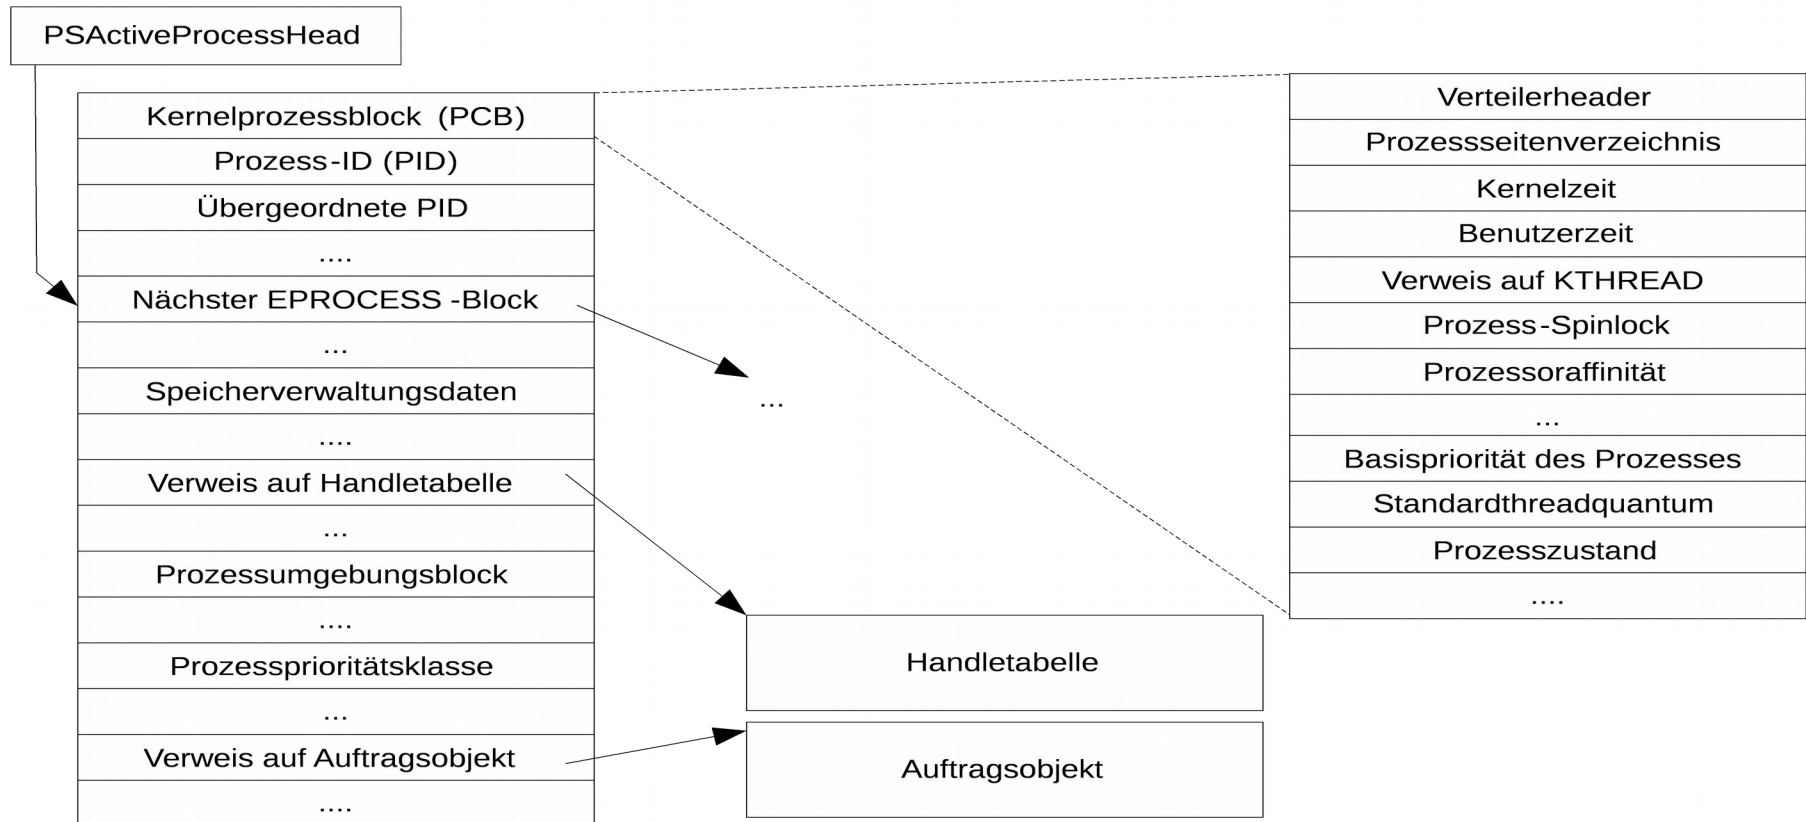 PSActiveProcessHead
Kernelprozessblock (PCB)
Prozess-ID (PID)
Übergeordnete PID
....
Nächster EPROCESS -Block
...
Speicherverwaltungsdaten
....
Verweis auf Handletabelle
...
Prozessumgebungsblock
....
Prozessprioritätsklasse
...
Verweis auf Auftragsobjekt
....
...
Handletabelle
Auftragsobjekt
Verteilerheader
Prozessseitenverzeichnis
Kernelzeit
Benutzerzeit
Verweis auf KTHREAD
Prozess-Spinlock
Prozessoraffinität
...
Basispriorität des Prozesses
Standardthreadquantum
Prozesszustand
....